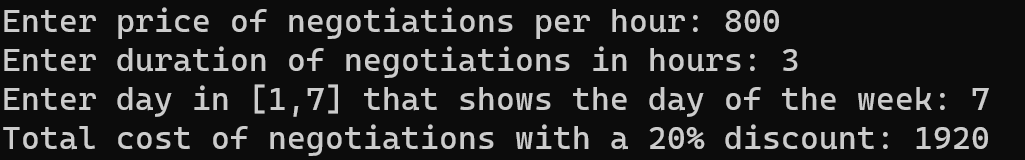 Enter price of negotiations per hour: 800
Enter duration of negotiations in hours: 3
Enter day in [1,7] that shows the day of the week: 7
Total cost of negotiations with a 20% discount: 1920